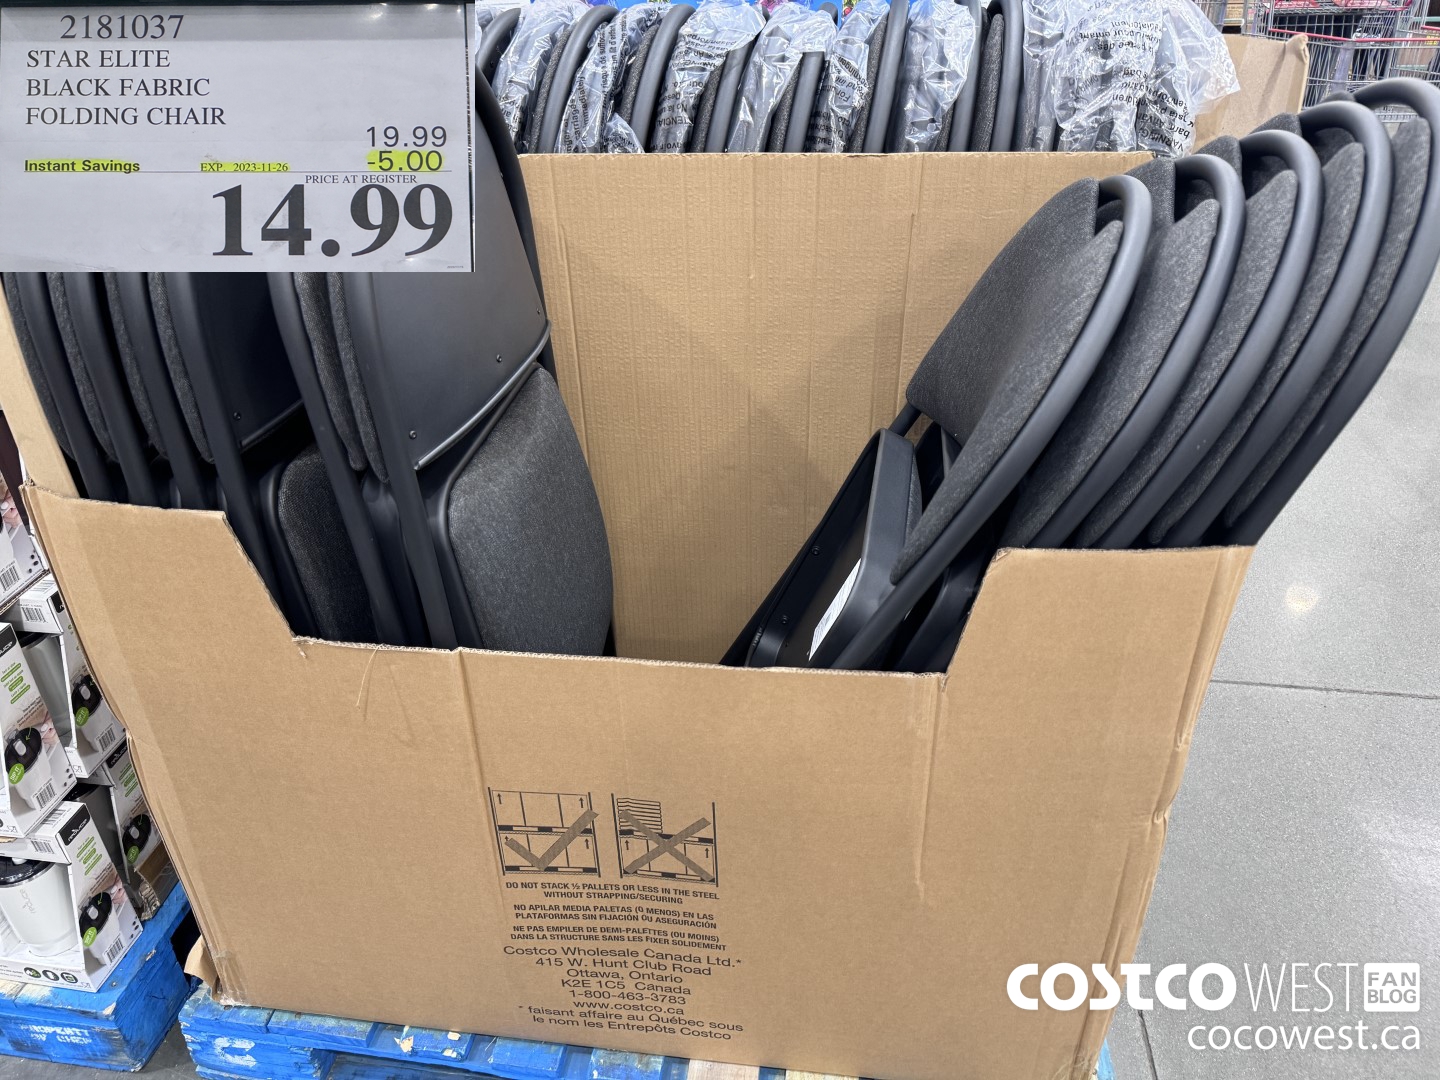 2181037
STAR ELITE
BLACK FABRIC
FOLDING CHAIR
19.99
Instant Savings EXP. 2023-11-26 -5.00
PRICE AT REGISTER
14.99
DO NOT STACK ½ PALLETS OR LESS IN THE STEEL
WITHOUT STRAPPING/SECURING
NO APILAR MEDIA PALETAS (O MENOS) EN LAS
PLATAFORMAS SIN FIJACIÓN OU ASEGURACIÓN
NE PAS EMPILER DE DEMI-PALETTES (OU MOINS)
DANS LA STRUCTURE SANS LES FIXER SOLIDEMENT
Costco Wholesale Canada Ltd.*
415 W. Hunt Club Road
Ottawa, Ontario
K2E 1C5 Canada
1-800-463-3783
www.costco.ca
* faisant affaire au Québec sous
le nom les Entrepôts Costco
COSTCO WEST FAN BLOG
cocowest.ca